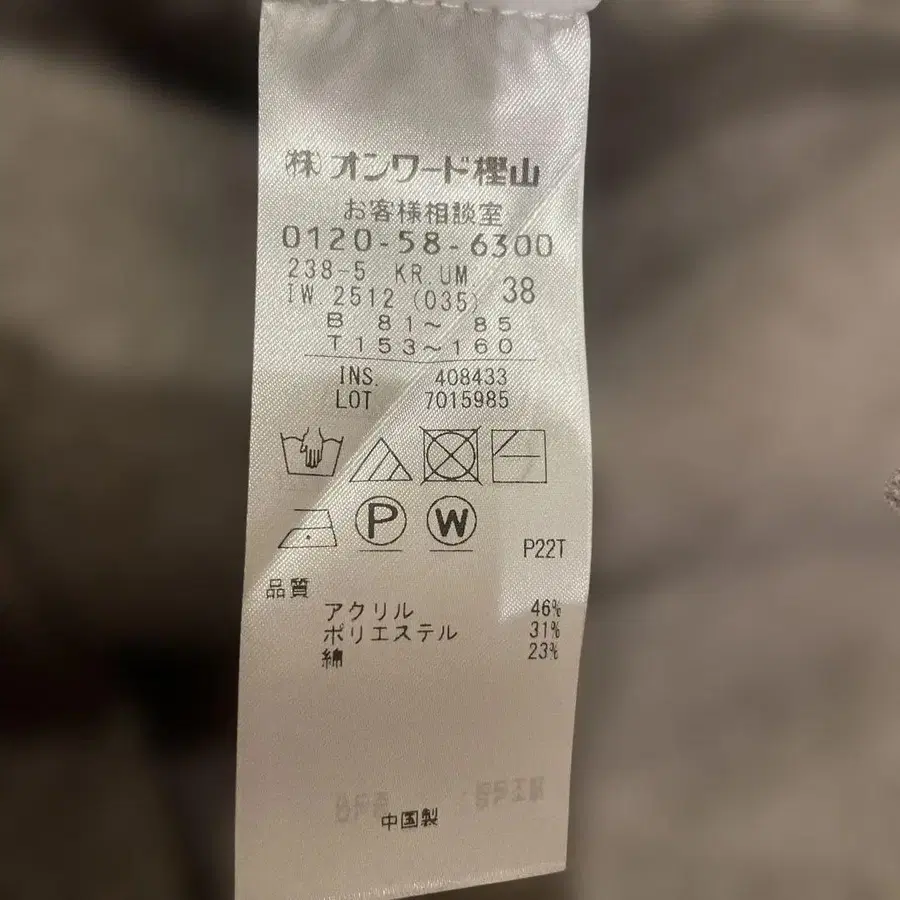 (株)オンワード樫山
お客様相談室
0120-58-6300
238-5 KR.UM
IW 2512 (035) 38
B 81～ 85
T153～160
INS. 408433
LOT 7015985
P
W
P22T
品質
アクリル 46%
ポリエステル 31%
綿 23%
中国製